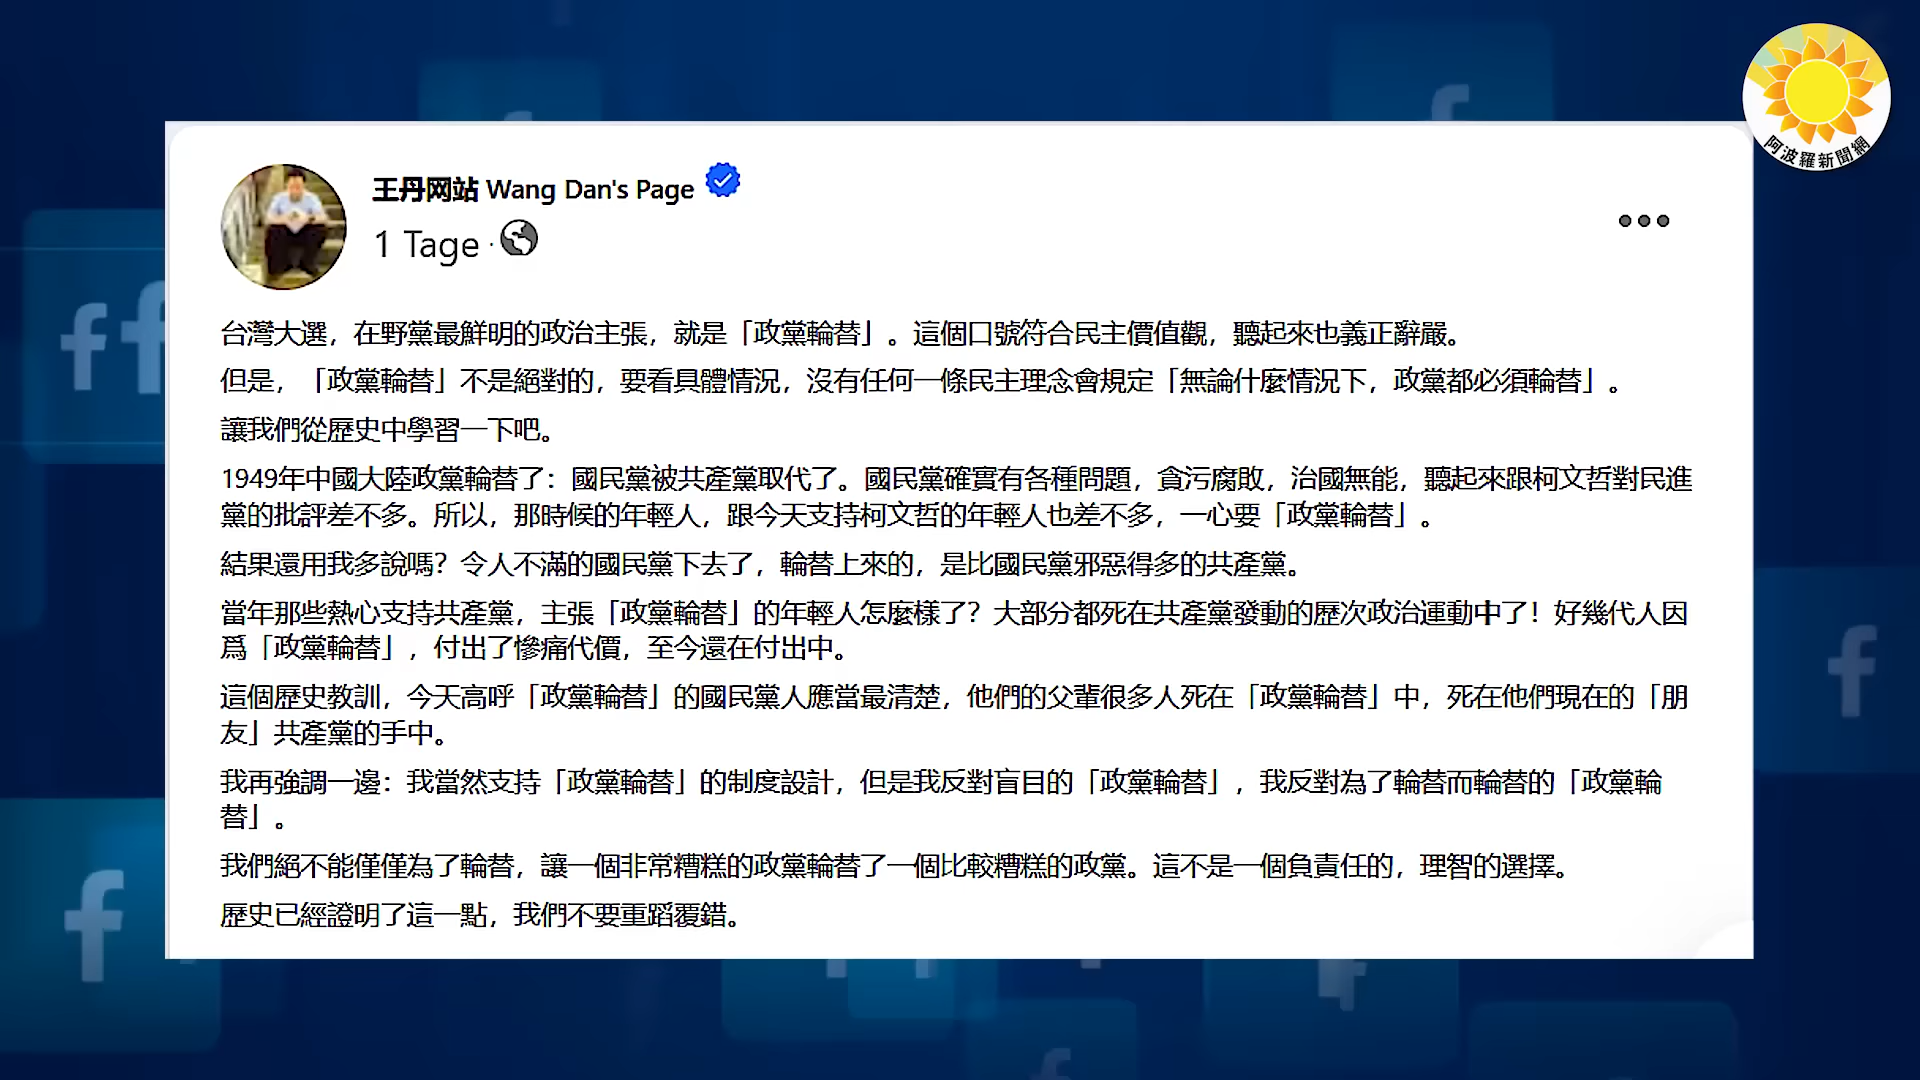 阿波羅新聞網
王丹网站 Wang Dan's Page
1 Tage ·
台灣大選，在野黨最鮮明的政治主張，就是「政黨輪替」。這個口號符合民主價值觀，聽起來也義正辭嚴。
但是，「政黨輪替」不是絕對的，要看具體情況，沒有任何一條民主理念會規定「無論什麼情況下，政黨都必須輪替」。
讓我們從歷史中學習一下吧。
1949年中國大陸政黨輪替了：國民黨被共產黨取代了。國民黨確實有各種問題，貪污腐敗，治國無能，聽起來跟柯文哲對民進
黨的批評差不多。所以，那時候的年輕人，跟今天支持柯文哲的年輕人也差不多，一心要「政黨輪替」。
結果還用我多說嗎？令人不滿的國民黨下去了，輪替上來的，是比國民黨邪惡得多的共產黨。
當年那些熱心支持共產黨，主張「政黨輪替」的年輕人怎麼樣了？大部分都死在共產黨發動的歷次政治運動中了！好幾代人因
爲「政黨輪替」，付出了慘痛代價，至今還在付出中。
這個歷史教訓，今天高呼「政黨輪替」的國民黨人應當最清楚，他們的父輩很多人死在「政黨輪替」中，死在他們現在的「朋
友」共產黨的手中。
我再強調一邊：我當然支持「政黨輪替」的制度設計，但是我反對盲目的「政黨輪替」，我反對為了輪替而輪替的「政黨輪
替」。
我們絕不能僅僅為了輪替，讓一個非常糟糕的政黨輪替了一個比較糟糕的政黨。這不是一個負責任的，理智的選擇。
歷史已經證明了這一點，我們不要重蹈覆錯。